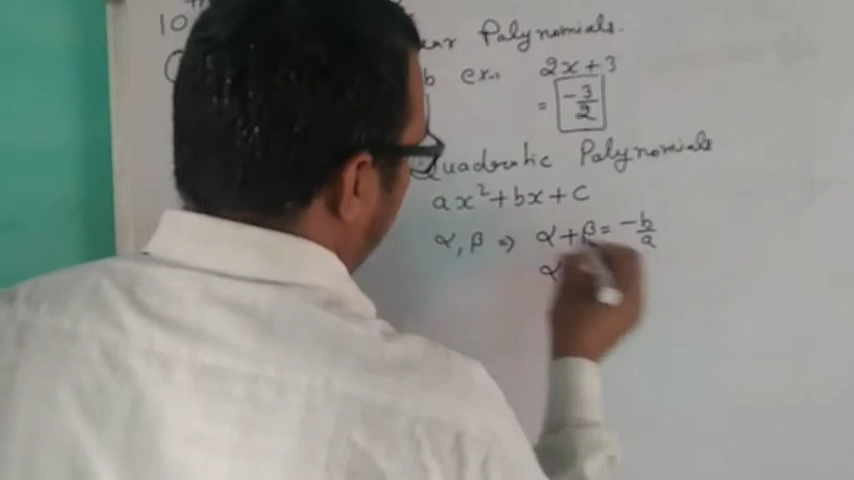 10
Polynomials.
b ex:- 2x+3
= -3/2
Quadratic Polynomials
ax²+bx+c
α, β ⇒ α+β = -b/a
α